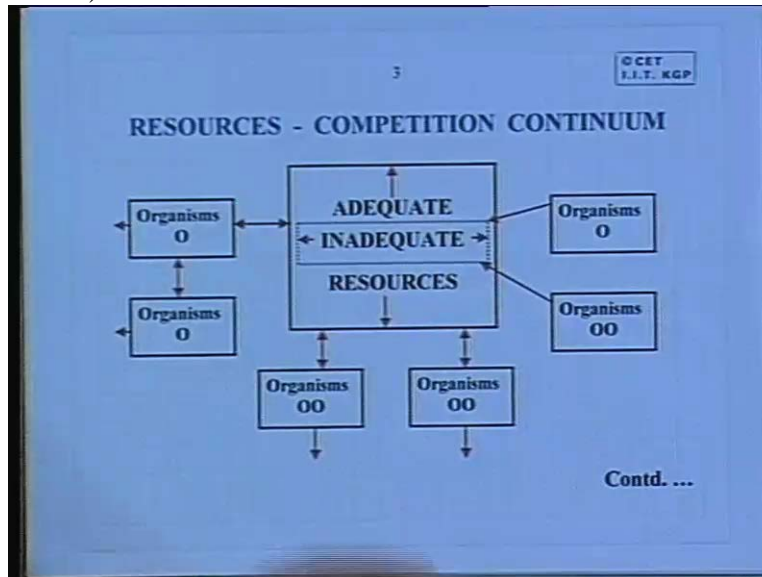 3
© CET
I.I.T. KGP
RESOURCES - COMPETITION CONTINUUM
Organisms
O
ADEQUATE
INADEQUATE
RESOURCES
Organisms
O
Organisms
O
Organisms
OO
Organisms
OO
Organisms
OO
Contd. ...